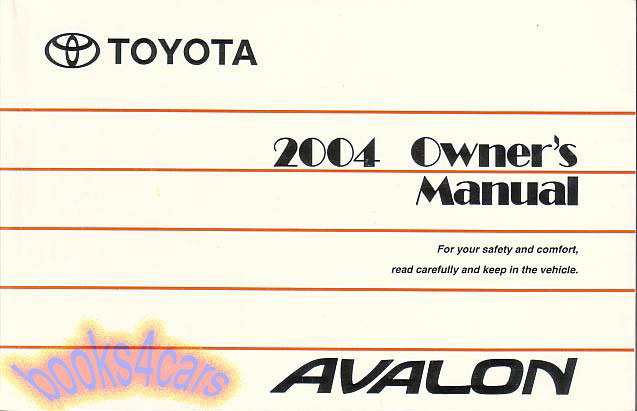 TOYOTA
2004 Owner's
Manual
For your safety and comfort,
read carefully and keep in the vehicle.
books4cars
AVALON